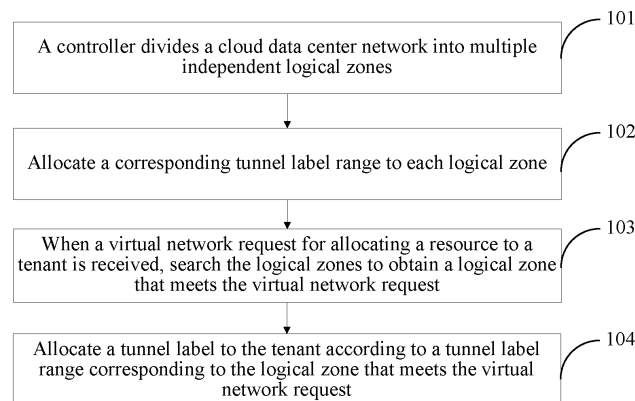 101
A controller divides a cloud data center network into multiple
independent logical zones
102
Allocate a corresponding tunnel label range to each logical zone
103
When a virtual network request for allocating a resource to a
tenant is received, search the logical zones to obtain a logical zone
that meets the virtual network request
104
Allocate a tunnel label to the tenant according to a tunnel label
range corresponding to the logical zone that meets the virtual
network request